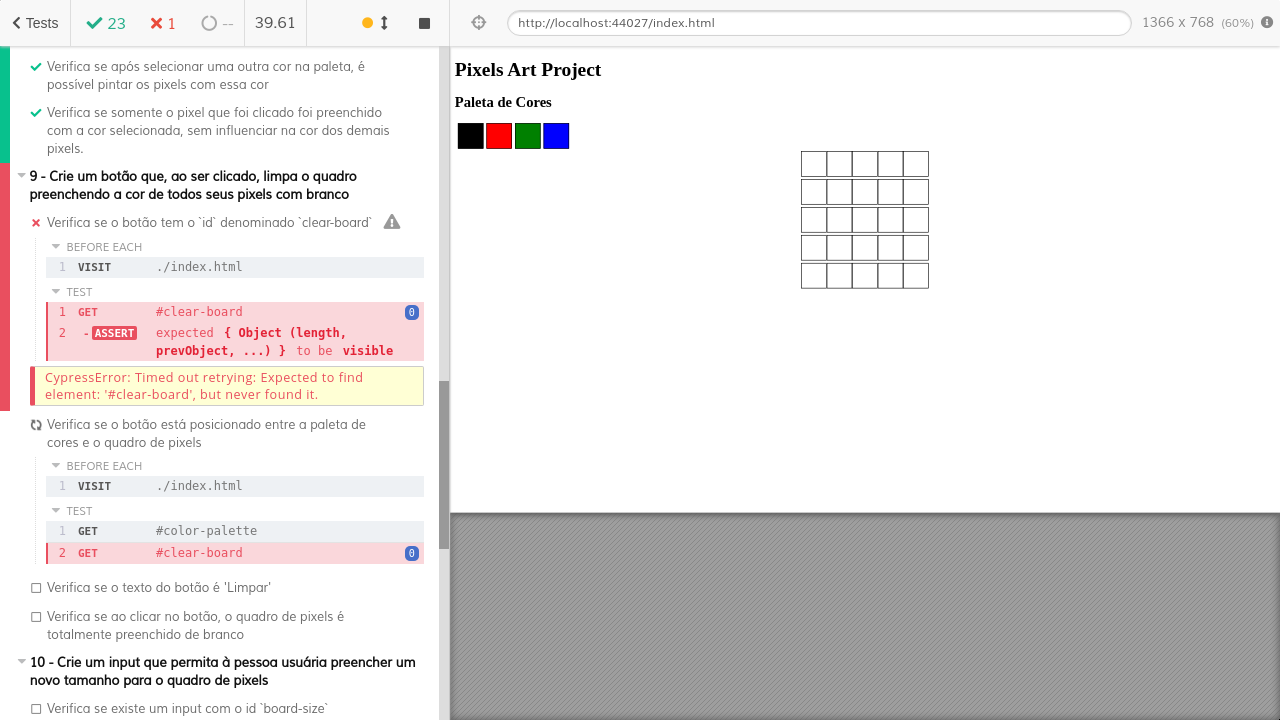 Tests 23 1 -- 39.61 http://localhost:44027/index.html 1366 x 768 (60%)
Verifica se após selecionar uma outra cor na paleta, é
possível pintar os pixels com essa cor
Verifica se somente o pixel que foi clicado foi preenchido
com a cor selecionada, sem influenciar na cor dos demais
pixels.
9 - Crie um botão que, ao ser clicado, limpa o quadro
preenchendo a cor de todos seus pixels com branco
Verifica se o botão tem o `id` denominado `clear-board`
BEFORE EACH
1 VISIT ./index.html
TEST
1 GET #clear-board 0
2 -ASSERT expected { Object (length,
prevObject, ...) } to be visible
CypressError: Timed out retrying: Expected to find
element: '#clear-board', but never found it.
Verifica se o botão está posicionado entre a paleta de
cores e o quadro de pixels
BEFORE EACH
1 VISIT ./index.html
TEST
1 GET #color-palette
2 GET #clear-board 0
Verifica se o texto do botão é 'Limpar'
Verifica se ao clicar no botão, o quadro de pixels é
totalmente preenchido de branco
10 - Crie um input que permita à pessoa usuária preencher um
novo tamanho para o quadro de pixels
Verifica se existe um input com o id `board-size`
Pixels Art Project
Paleta de Cores